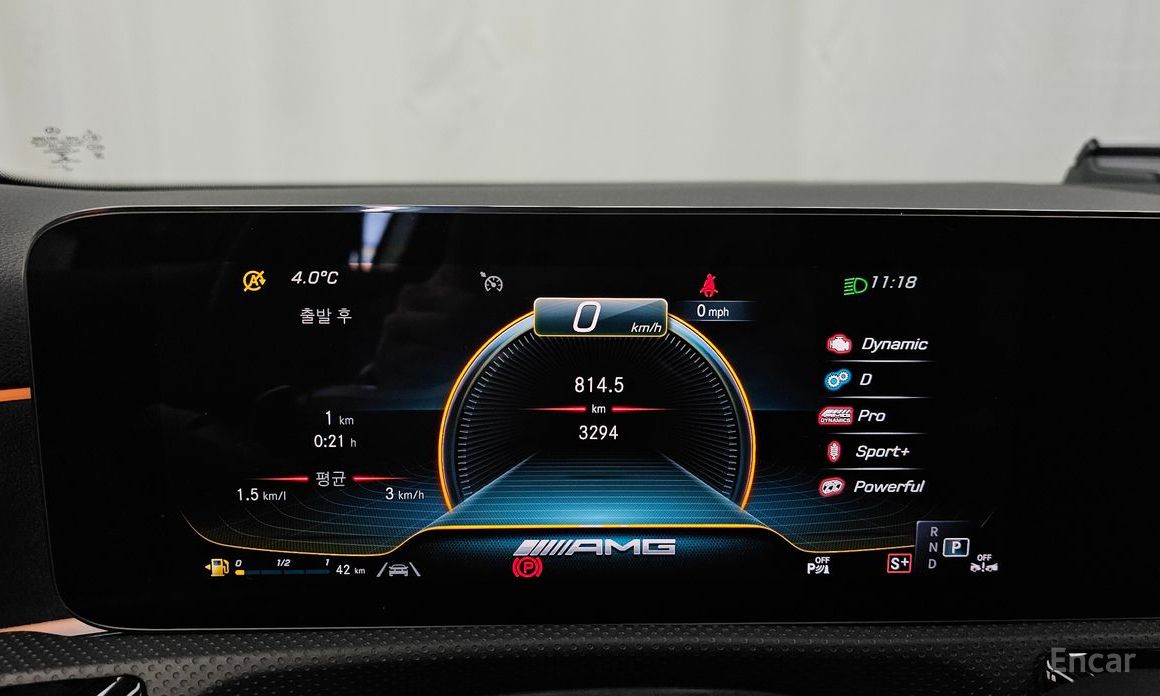 4.0°C
출발 후
1 km
0:21 h
평균
1.5 km/l
3 km/h
0 1/2 1
42 km
0 km/h
0 mph
814.5
km
3294
AMG
11:18
Dynamic
D
DYNAMICS Pro
Sport+
Powerful
OFF
S+
R
N P
D
OFF
Encar